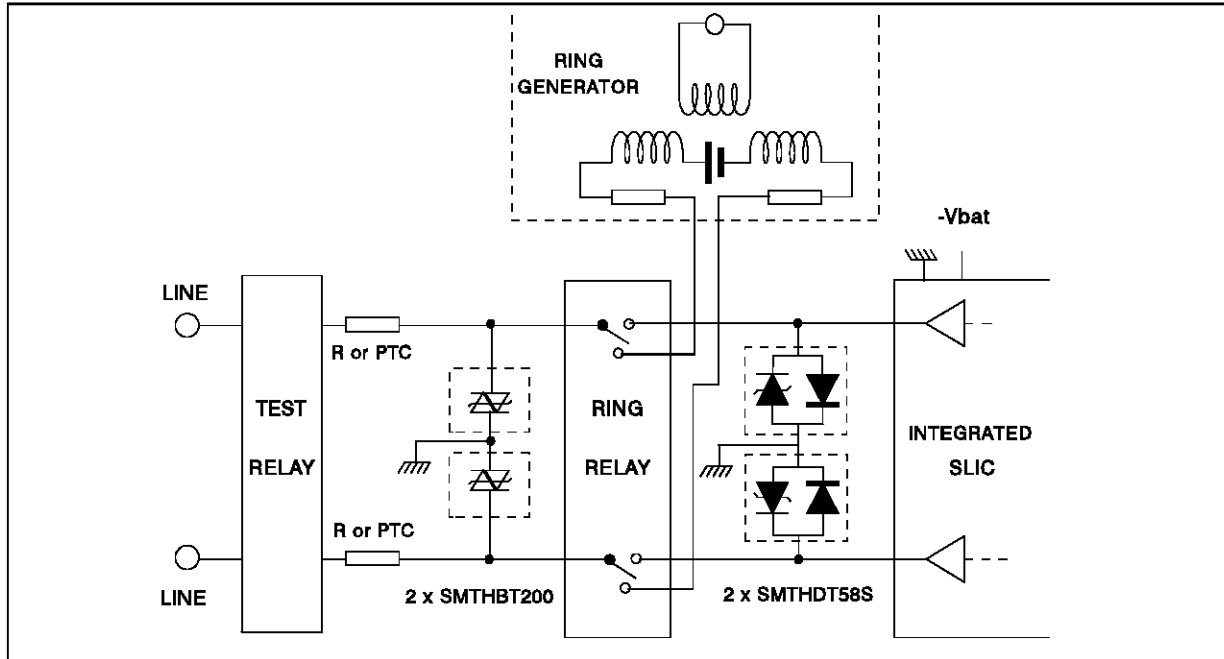 RING
GENERATOR
-Vbat
LINE
R or PTC
TEST
RELAY
RING
RELAY
INTEGRATED
SLIC
R or PTC
LINE
2 x SMTHBT200
2 x SMTHDT58S